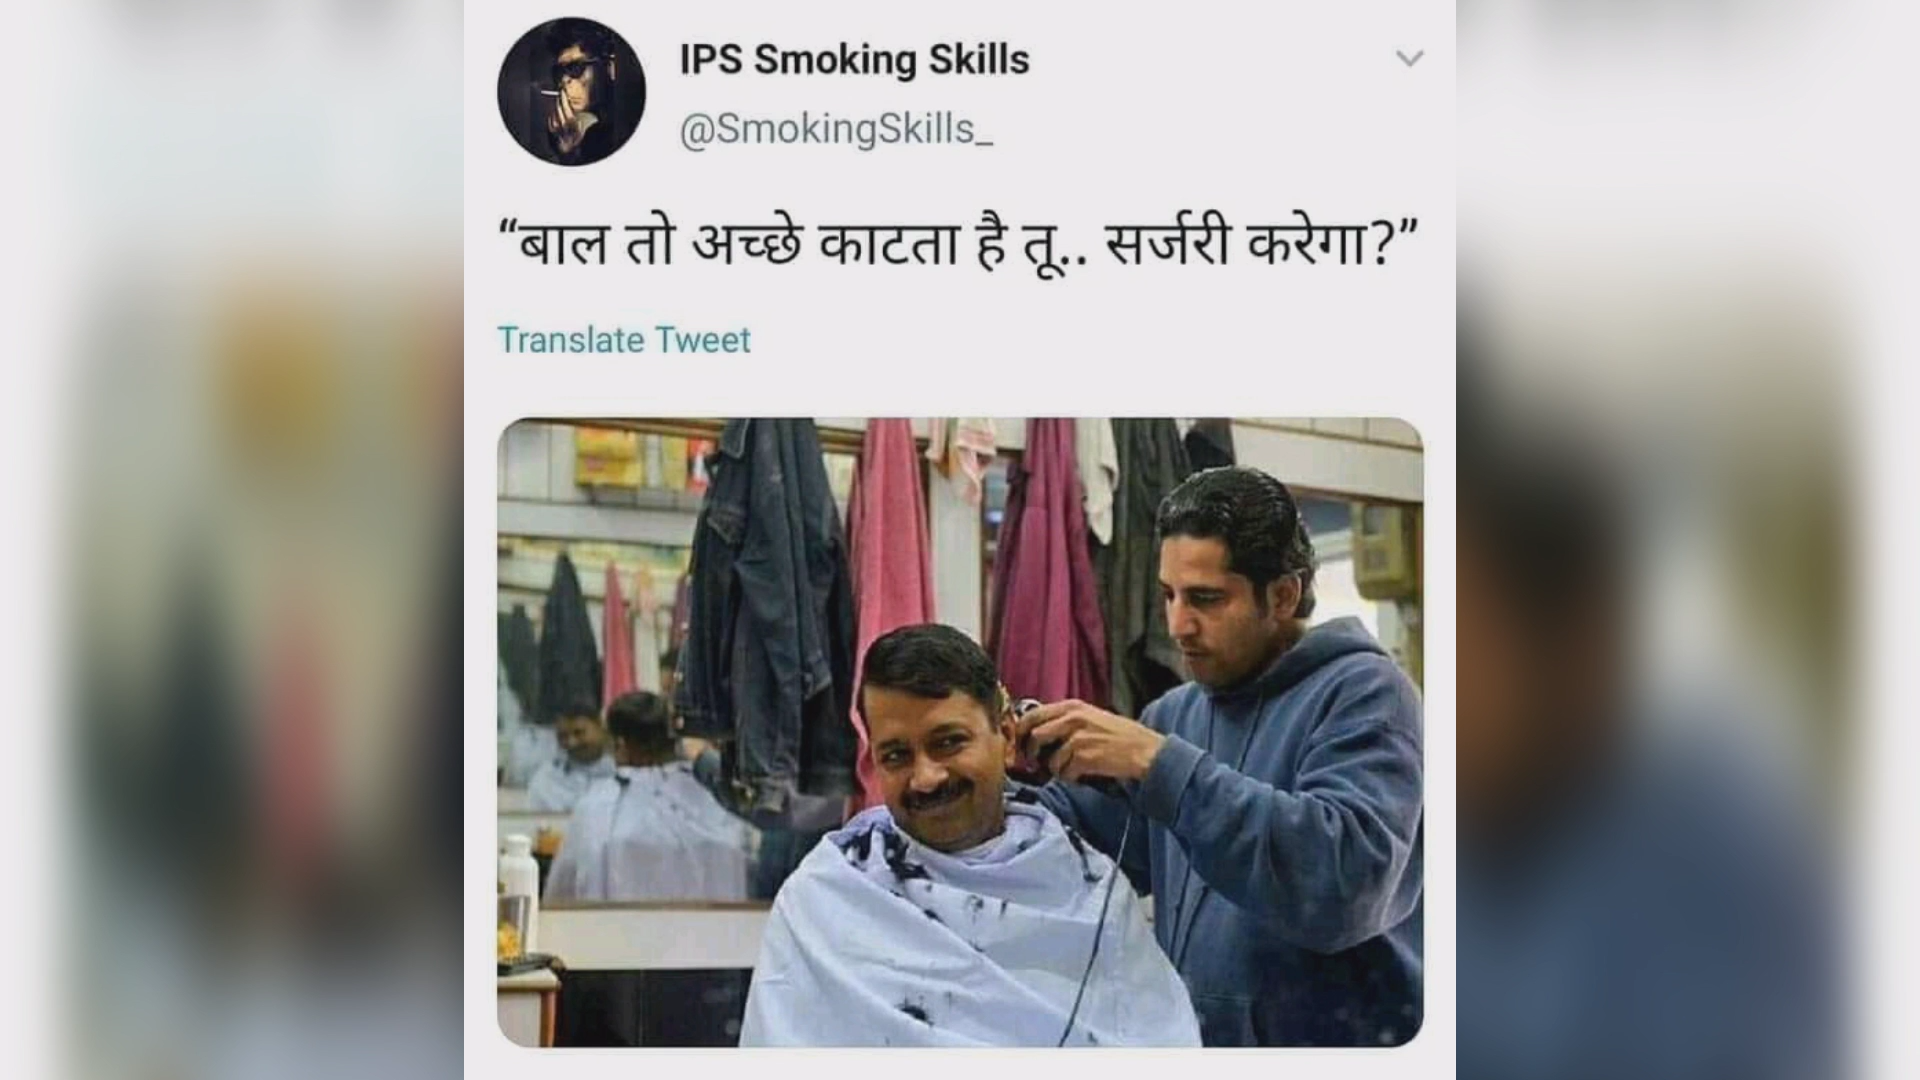 IPS Smoking Skills
@SmokingSkills_
“बाल तो अच्छे काटता है तू.. सर्जरी करेगा?”
Translate Tweet